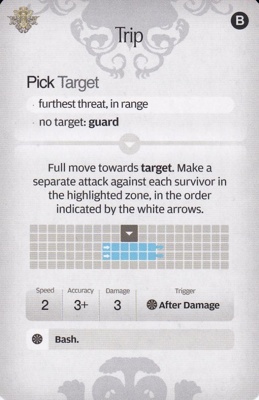 B
Trip
Pick Target
· furthest threat, in range
· no target: guard
Full move towards target. Make a
separate attack against each survivor in
the highlighted zone, in the order
indicated by the white arrows.
Speed Accuracy Damage Trigger
2 3+ 3 After Damage
Bash.